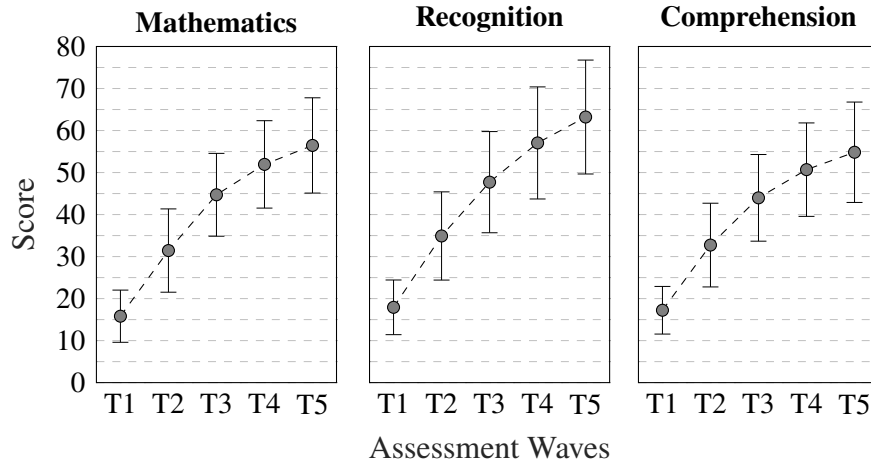 Mathematics
Recognition
Comprehension
Score
80
70
60
50
40
30
20
10
0
T1 T2 T3 T4 T5
T1 T2 T3 T4 T5
T1 T2 T3 T4 T5
Assessment Waves